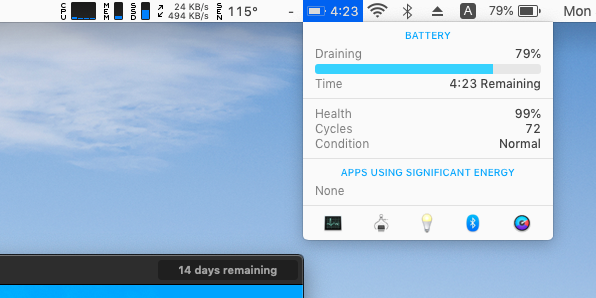 CPU MEM SSD 24 KB/s
494 KB/s SEN 115° - 4:23 A 79% Mon
BATTERY
Draining 79%
Time 4:23 Remaining
Health 99%
Cycles 72
Condition Normal
APPS USING SIGNIFICANT ENERGY
None
14 days remaining